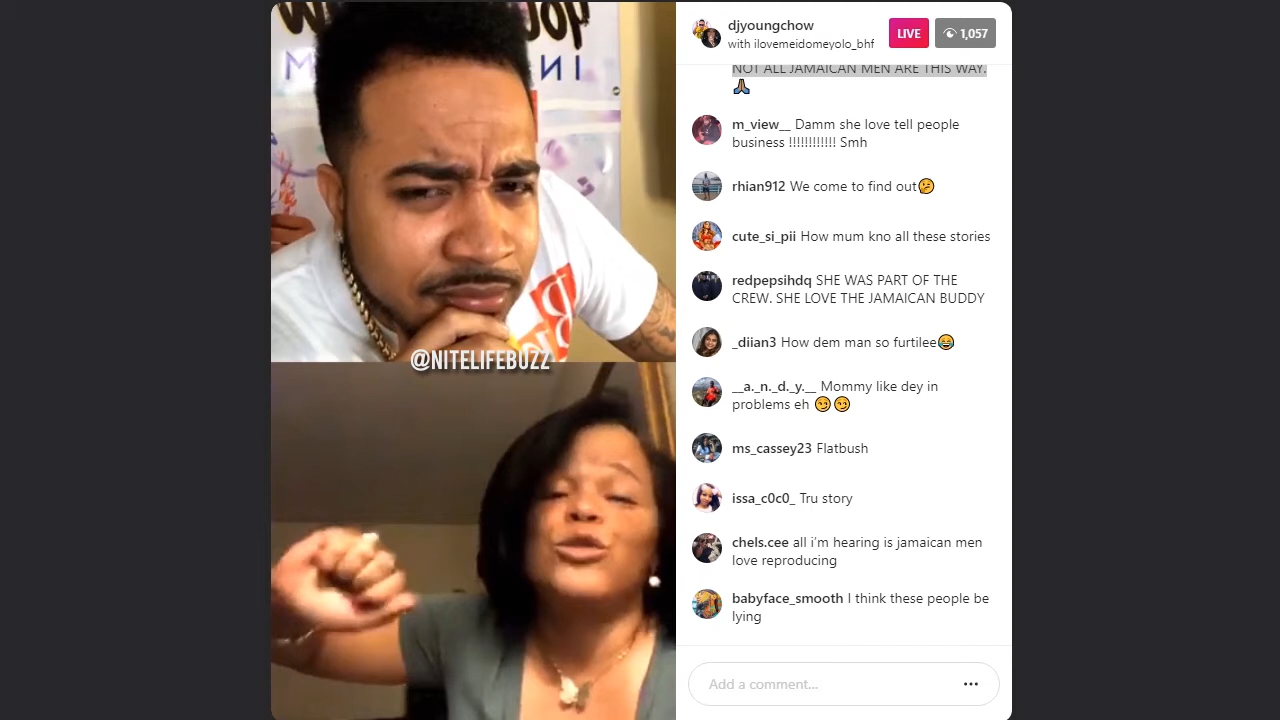 djyoungchow
with ilovemeidomeyolo_bhf
LIVE
1,057
NOT ALL JAMAICAN MEN ARE THIS WAY.
🙏🏽
m_view__ Damm she love tell people
business !!!!!!!!!!!! Smh
rhian912 We come to find out🤔
cute_si_pii How mum kno all these stories
redpepsihdq SHE WAS PART OF THE
CREW. SHE LOVE THE JAMAICAN BUDDY
_diian3 How dem man so furtilee😂
__a._n._d._y.__ Mommy like dey in
problems eh 😏😏
ms_cassey23 Flatbush
issa_c0c0_ Tru story
chels.cee all i'm hearing is jamaican men
love reproducing
babyface_smooth I think these people be
lying
Add a comment...
@NITELIFEBUZZ